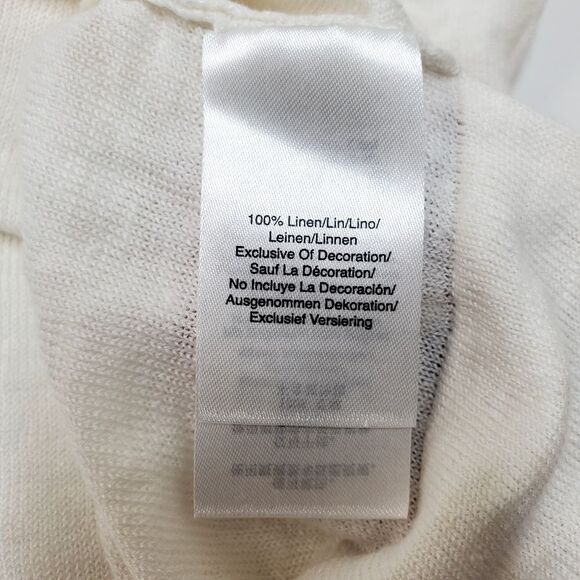 100% Linen/Lin/Lino/
Leinen/Linnen
Exclusive Of Decoration/
Sauf La Décoration/
No Incluye La Decoración/
Ausgenommen Dekoration/
Exclusief Versiering